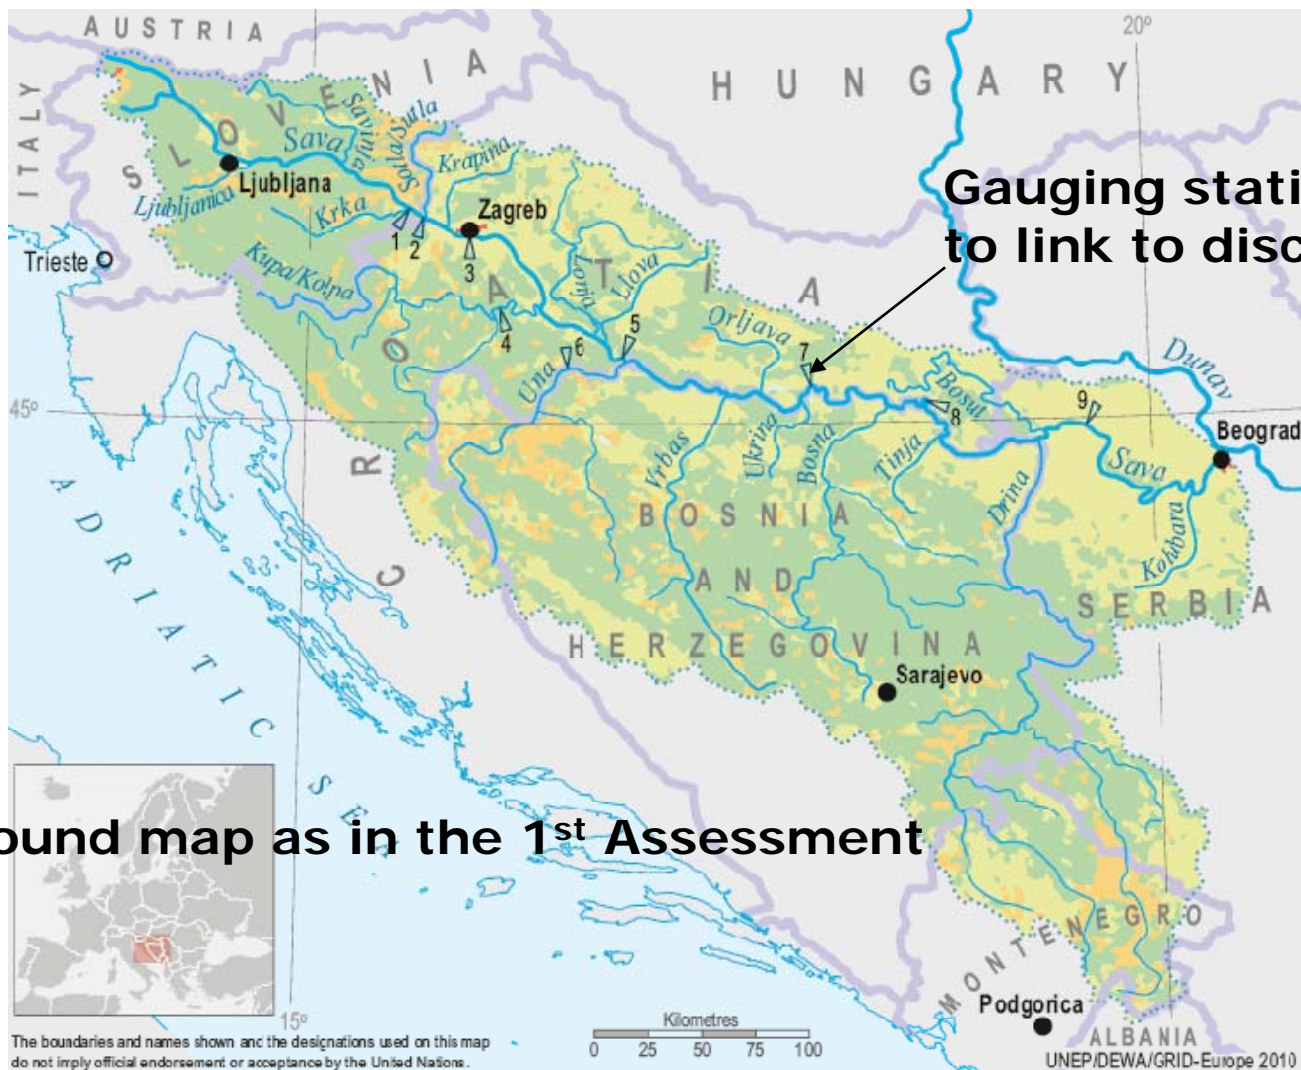 AUSTRIA
20º
ITALY
SLOVENIA
HUNGARY
Savinja
Sotla/Sutla
Sava
Krapina
Ljubljana
Ljubljanica
Krka
Zagreb
Gauging stati
to link to disc
1
2
3
Trieste
Kupa/Kolpa
Lonja
Ilova
CROATIA
Orljava
4
5
6
7
Una
Dunav
45º
Bosut
8
9
Beograd
Vrbas
Ukrina
Bosna
Tinja
Drina
Sava
Kolubara
BOSNIA
AND
HERZEGOVINA
SERBIA
ADRIATIC SEA
Sarajevo
ound map as in the 1st Assessment
MONTENEGRO
Podgorica
ALBANIA
15º
Kilometres
0 25 50 75 100
The boundaries and names shown and the designations used on this map
do not imply official endorsement or acceptance by the United Nations.
UNEP/DEWA/GRID-Europe 2010